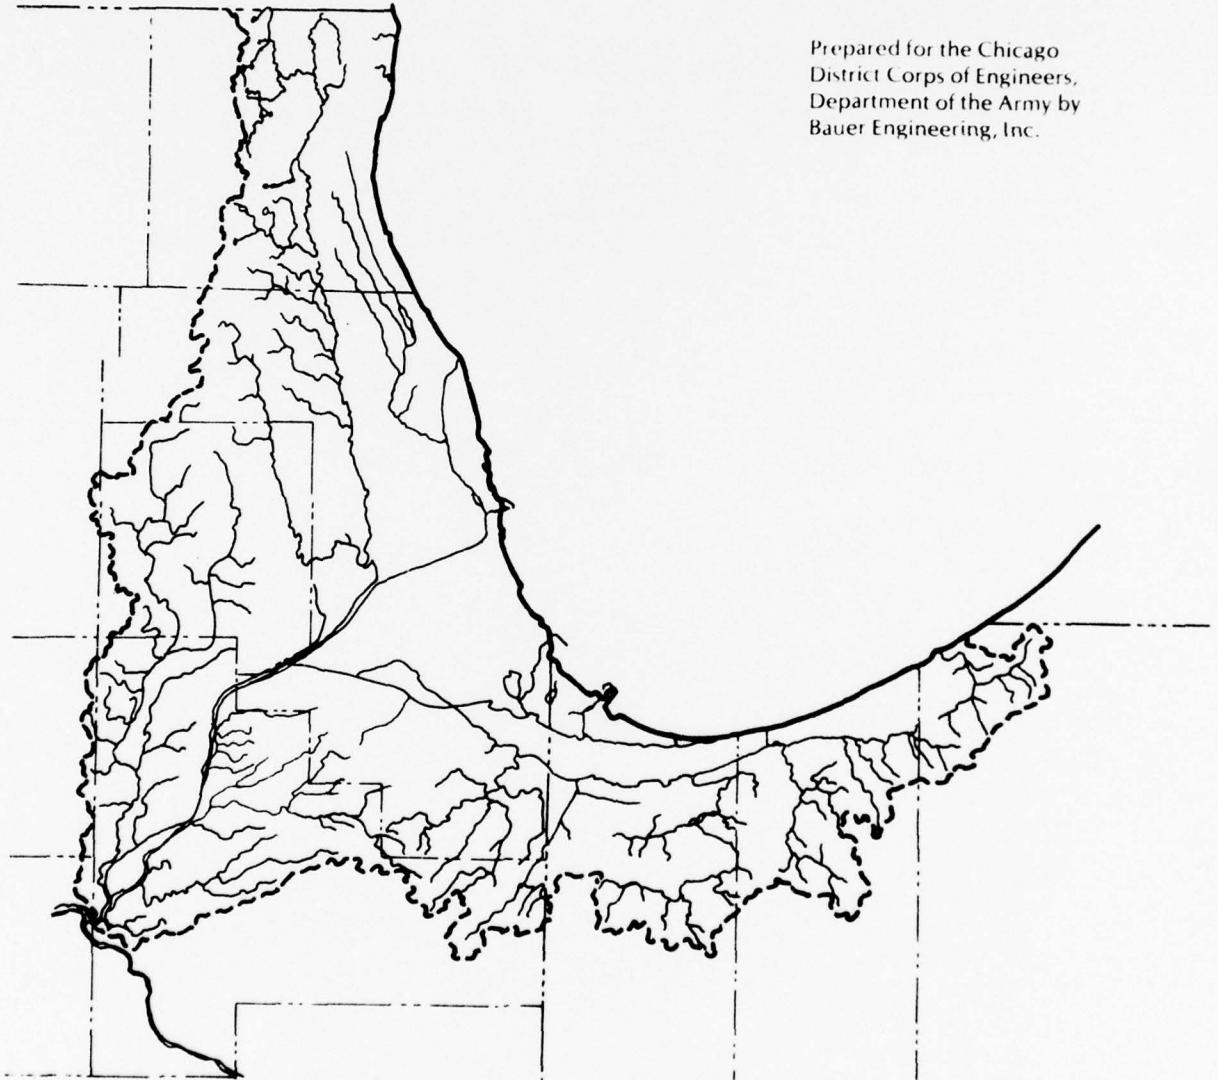 Prepared for the Chicago
District Corps of Engineers,
Department of the Army by
Bauer Engineering, Inc.